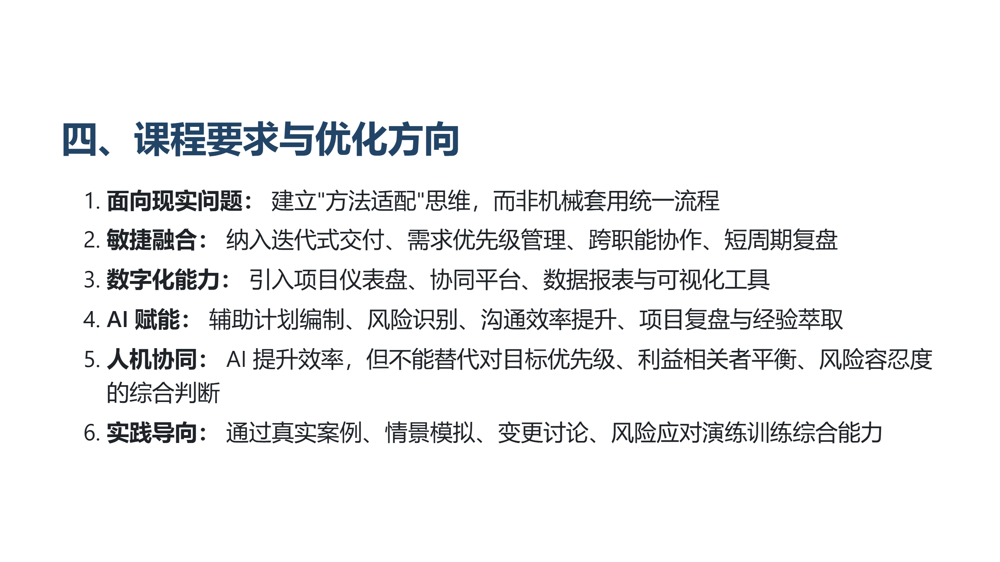 四、课程要求与优化方向
1. 面向现实问题： 建立"方法适配"思维，而非机械套用统一流程
2. 敏捷融合： 纳入迭代式交付、需求优先级管理、跨职能协作、短周期复盘
3. 数字化能力： 引入项目仪表盘、协同平台、数据报表与可视化工具
4. AI 赋能： 辅助计划编制、风险识别、沟通效率提升、项目复盘与经验萃取
5. 人机协同： AI 提升效率，但不能替代对目标优先级、利益相关者平衡、风险容忍度
的综合判断
6. 实践导向： 通过真实案例、情景模拟、变更讨论、风险应对演练训练综合能力